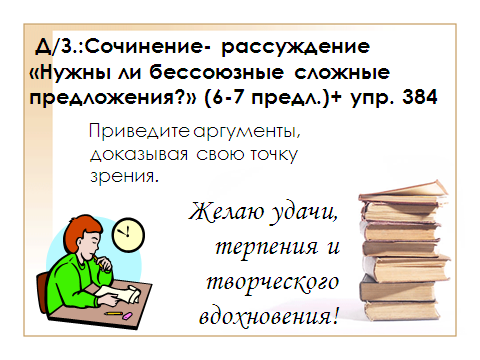 Д/З.:Сочинение- рассуждение
«Нужны ли бессоюзные сложные
предложения?» (6-7 предл.)+ упр. 384
Приведите аргументы,
доказывая свою точку
зрения.
Желаю удачи,
терпения и
творческого
вдохновения!